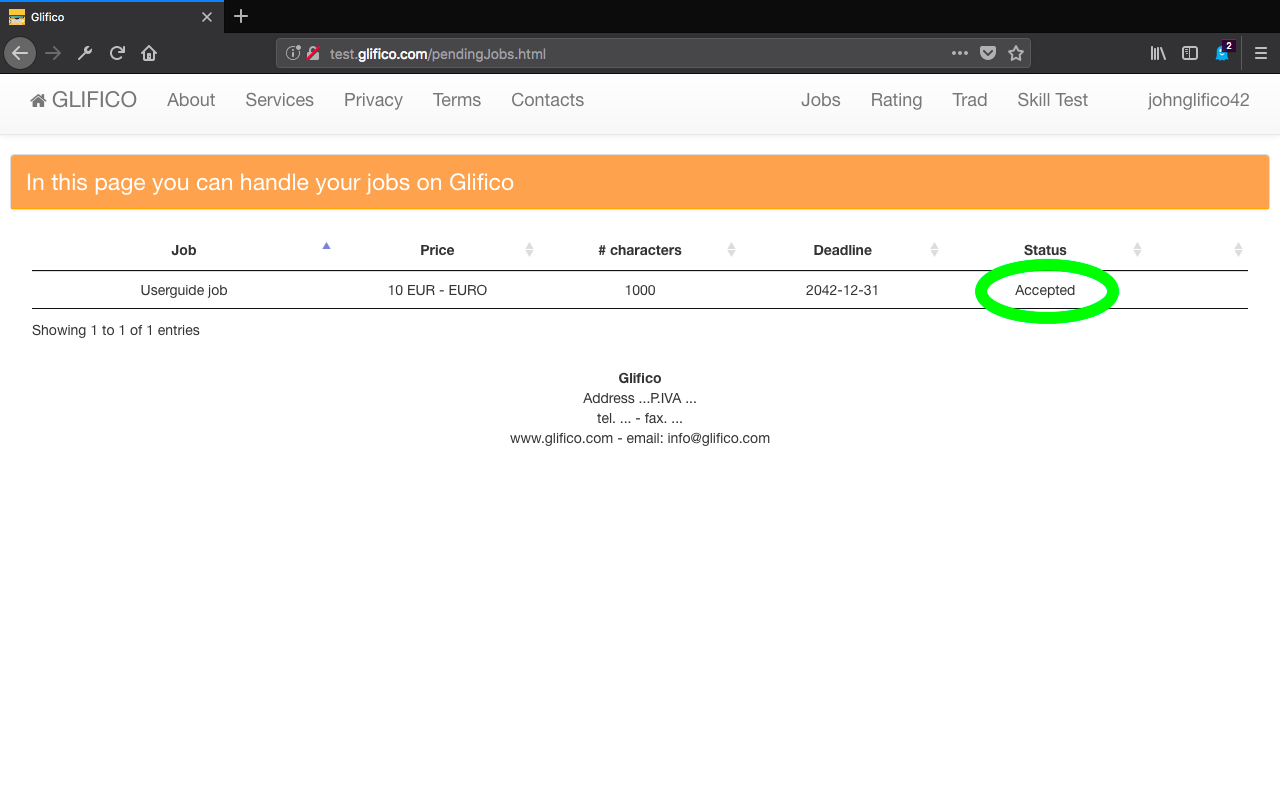 Glifico
test.glifico.com/pendingJobs.html
2
GLIFICO About Services Privacy Terms Contacts Jobs Rating Trad Skill Test johnglifico42
In this page you can handle your jobs on Glifico
Job Price # characters Deadline Status
Userguide job 10 EUR - EURO 1000 2042-12-31 Accepted
Showing 1 to 1 of 1 entries
Glifico
Address ...P.IVA ...
tel. ... - fax. ...
www.glifico.com - email: info@glifico.com